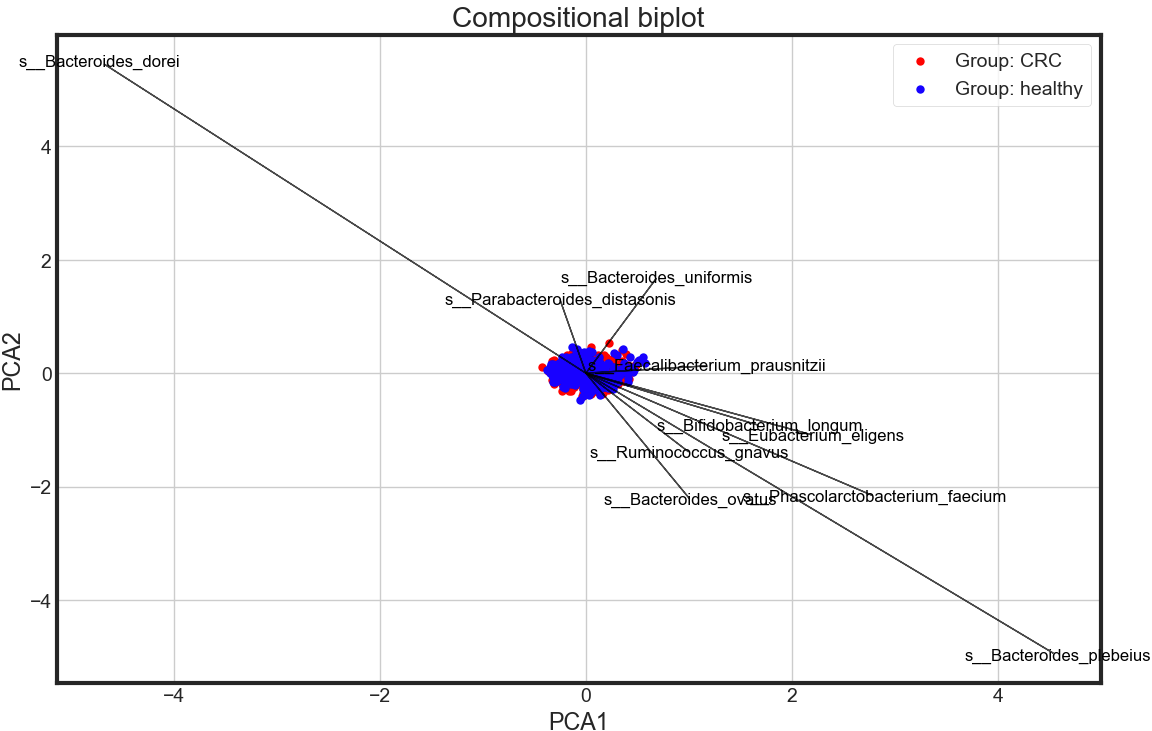 Compositional biplot
s__Bacteroides_dorei
Group: CRC
Group: healthy
4
2
s__Bacteroides_uniformis
s__Parabacteroides_distasonis
PCA2
0
s__Faecalibacterium_prausnitzii
s__Bifidobacterium_longum
s__Eubacterium_eligens
s__Ruminococcus_gnavus
−2
s__Bacteroides_ovatus
s__Phascolarctobacterium_faecium
−4
s__Bacteroides_plebeius
−4 −2 0 2 4
PCA1